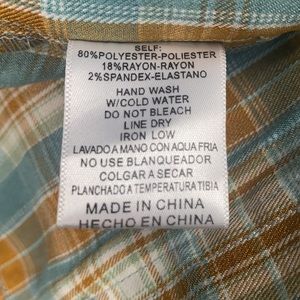 SELF:
80%POLYESTER-POLIESTER
18%RAYON-RAYON
2%SPANDEX-ELASTANO
HAND WASH
W/COLD WATER
DO NOT BLEACH
LINE DRY
IRON LOW
LAVADO A MANO CON AQUA FRIA
NO USE BLANQUEADOR
COLGAR A SECAR
PLANCHADO A TEMPERATURA TIBIA
MADE IN CHINA
HECHO EN CHINA